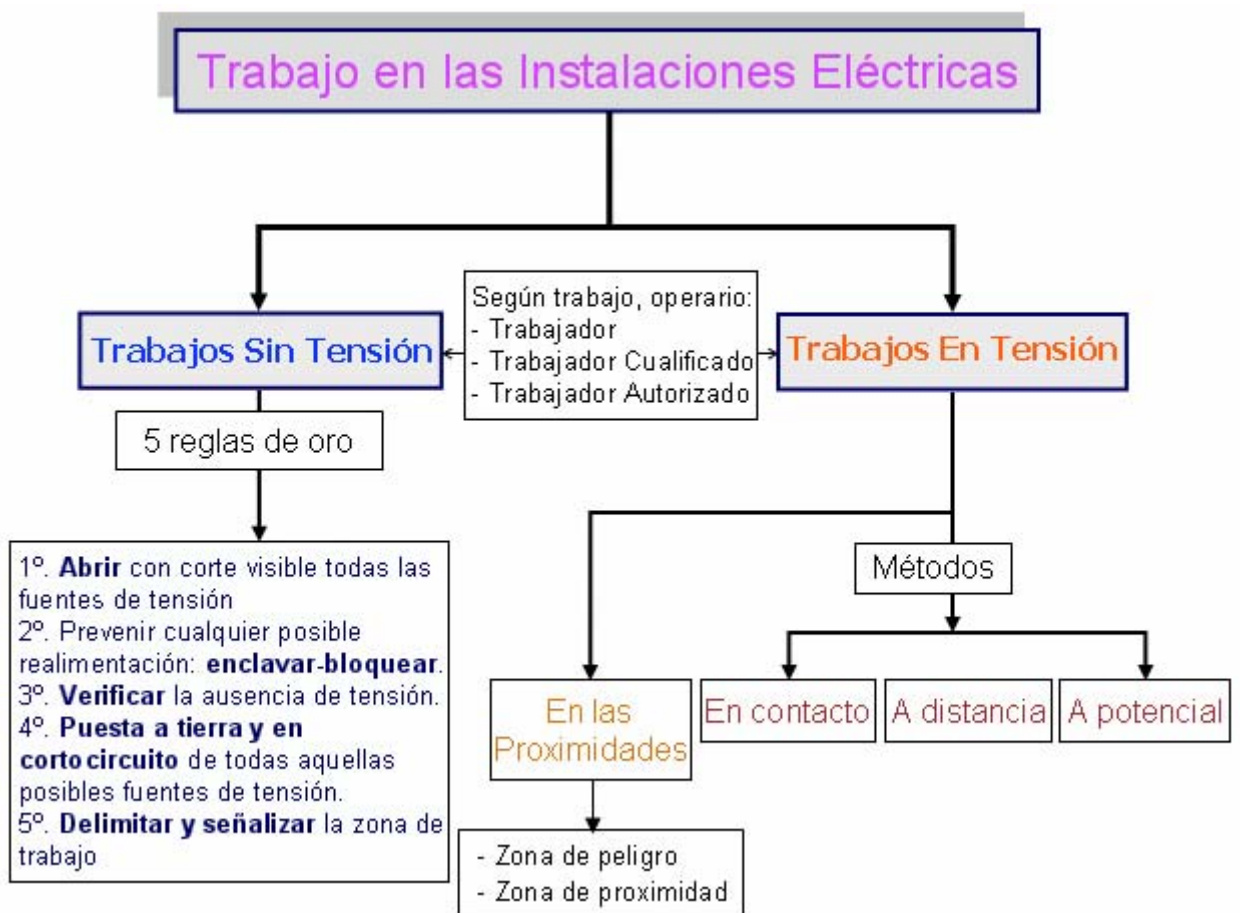 Trabajo en las Instalaciones Eléctricas
Según trabajo, operario:
- Trabajador
- Trabajador Cualificado
- Trabajador Autorizado
Trabajos Sin Tensión
Trabajos En Tensión
5 reglas de oro
1º. Abrir con corte visible todas las
fuentes de tensión
2º. Prevenir cualquier posible
realimentación: enclavar-bloquear.
3º. Verificar la ausencia de tensión.
4º. Puesta a tierra y en
cortocircuito de todas aquellas
posibles fuentes de tensión.
5º. Delimitar y señalizar la zona de
trabajo
Métodos
En las
Proximidades
En contacto
A distancia
A potencial
- Zona de peligro
- Zona de proximidad